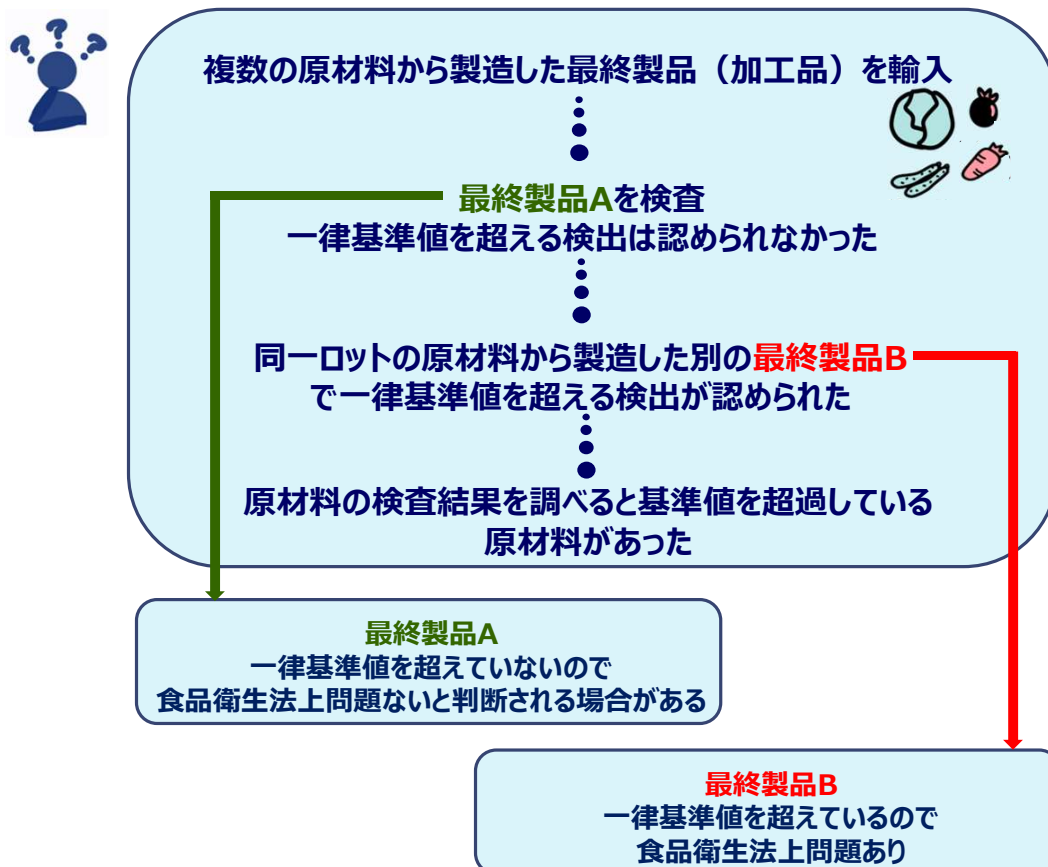 複数の原材料から製造した最終製品（加工品）を輸入
最終製品Aを検査
一律基準値を超える検出は認められなかった
同一ロットの原材料から製造した別の最終製品B
で一律基準値を超える検出が認められた
原材料の検査結果を調べると基準値を超過している
原材料があった
最終製品A
一律基準値を超えていないので
食品衛生法上問題ないと判断される場合がある
最終製品B
一律基準値を超えているので
食品衛生法上問題あり